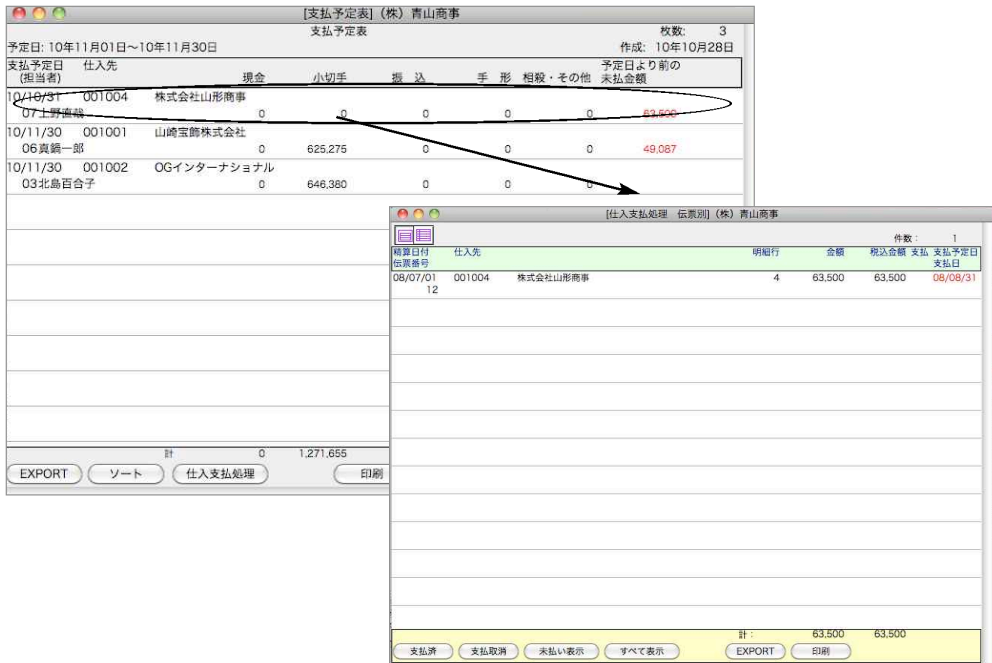 [支払予定表]（株）青山商事
支払予定表
枚数: 3
予定日: 10年11月01日～10年11月30日
作成: 10年10月28日
支払予定日 仕入先 予定日より前の
(担当者) 現金 小切手 振 込 手 形 相殺・その他 未払金額
10/10/31 001004 株式会社山形商事
07上野直哉 0 0 0 0 0 63,500
10/11/30 001001 山崎宝飾株式会社
06真鍋一郎 0 625,275 0 0 0 49,087
10/11/30 001002 OGインターナショナル
03北島百合子 0 646,380 0 0 0
計 0 1,271,655
EXPORT ソート 仕入支払処理 印刷
[仕入支払処理 伝票別]（株）青山商事
件数: 1
精算日付 仕入先 明細行 金額 税込金額 支払 支払予定日
伝票番号 支払日
08/07/01 001004 株式会社山形商事 4 63,500 63,500 08/08/31
12
計: 63,500 63,500
支払済 支払取消 未払い表示 すべて表示 EXPORT 印刷